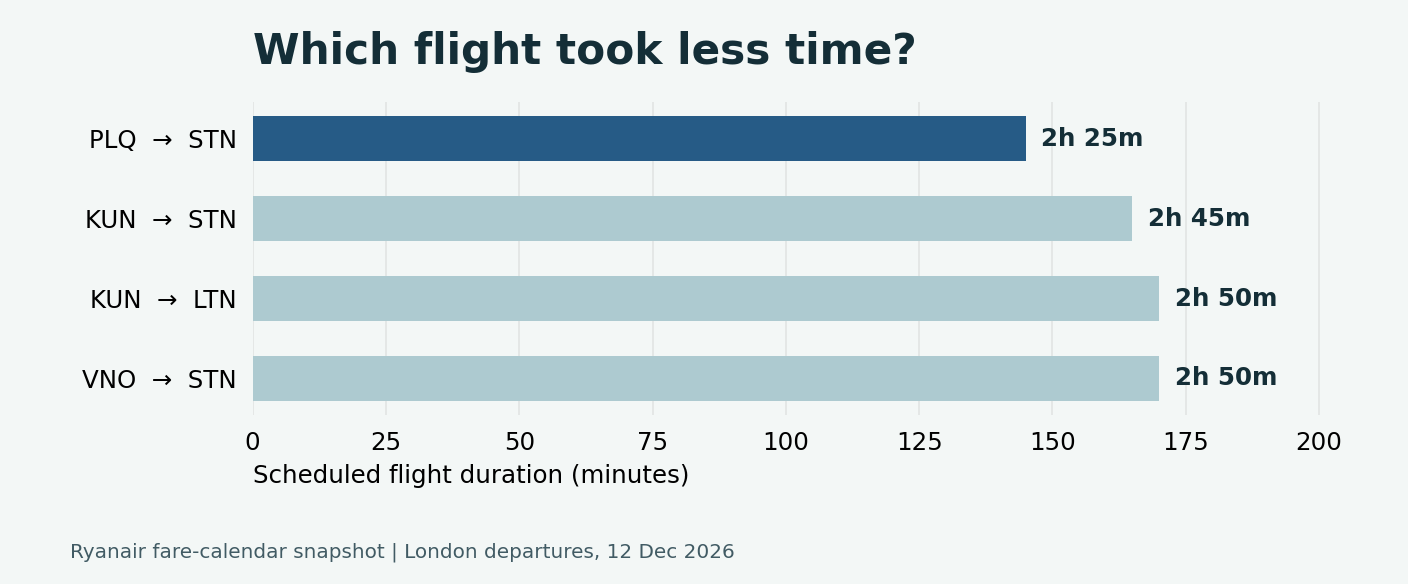 Which flight took less time?
PLQ → STN 2h 25m
KUN → STN 2h 45m
KUN → LTN 2h 50m
VNO → STN 2h 50m
0 25 50 75 100 125 150 175 200
Scheduled flight duration (minutes)
Ryanair fare-calendar snapshot | London departures, 12 Dec 2026